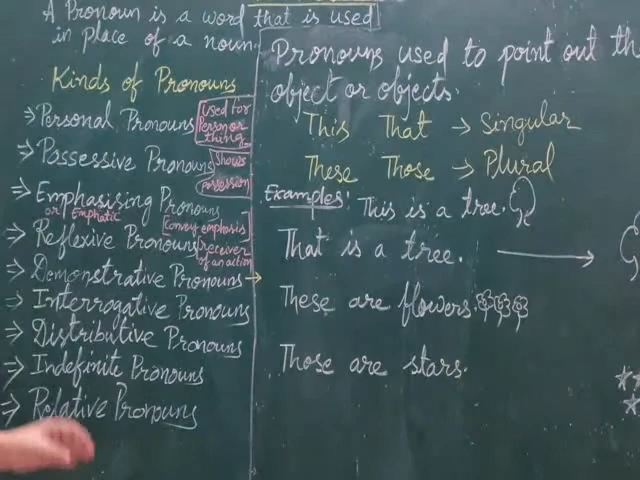 A Pronoun is a word that is used
in place of a noun.
Kinds of Pronouns
⇒ Personal Pronouns
Used for
Person or
thing
⇒ Possessive Pronouns
Shows
possession
⇒ Emphasising Pronouns
or Emphatic
Convey emphasis
⇒ Reflexive Pronouns
receiver
of an action
⇒ Demonstrative Pronouns →
⇒ Interrogative Pronouns
⇒ Distributive Pronouns
⇒ Indefinite Pronouns
⇒ Relative Pronouns
Pronouns used to point out
object or objects.
This That → Singular
These Those → Plural
Examples: This is a tree.
That is a tree. →
These are flowers.
Those are stars.